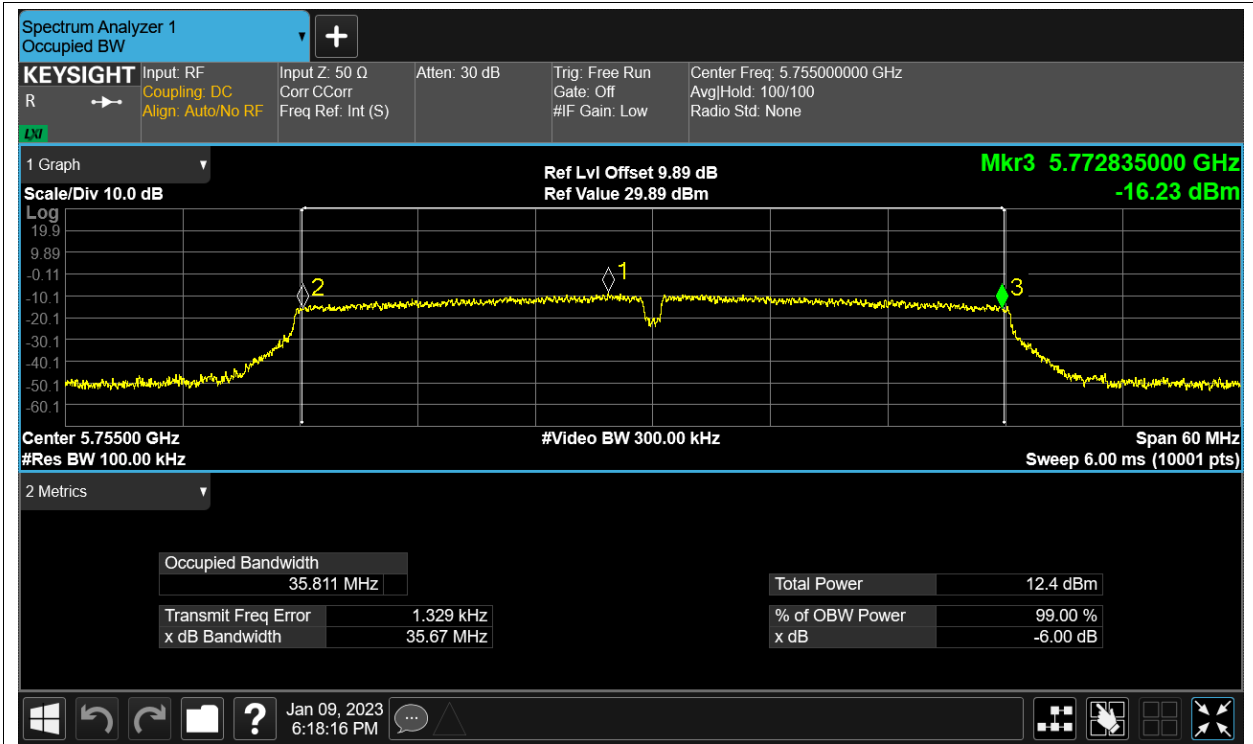 Spectrum Analyzer 1
Occupied BW
KEYSIGHT
R
LXI
Input: RF
Coupling: DC
Align: Auto/No RF
Input Z: 50 Ω
Corr CCorr
Freq Ref: Int (S)
Atten: 30 dB
Trig: Free Run
Gate: Off
#IF Gain: Low
Center Freq: 5.755000000 GHz
Avg|Hold: 100/100
Radio Std: None
1 Graph
Scale/Div 10.0 dB
Ref Lvl Offset 9.89 dB
Ref Value 29.89 dBm
Mkr3 5.772835000 GHz
-16.23 dBm
Log
19.9
9.89
-0.11
-10.1
-20.1
-30.1
-40.1
-50.1
-60.1
2
1
3
Center 5.75500 GHz
#Video BW 300.00 kHz
Span 60 MHz
#Res BW 100.00 kHz
Sweep 6.00 ms (10001 pts)
2 Metrics
Occupied Bandwidth
35.811 MHz
Transmit Freq Error 1.329 kHz
x dB Bandwidth 35.67 MHz
Total Power 12.4 dBm
% of OBW Power 99.00 %
x dB -6.00 dB
?
Jan 09, 2023
6:18:16 PM